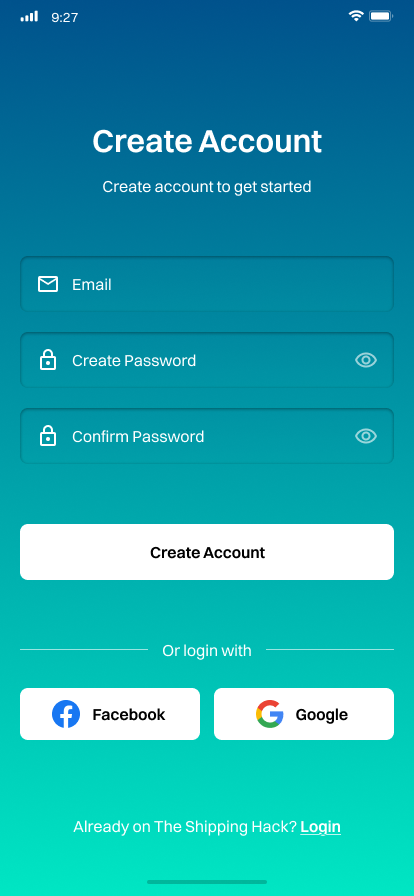 9:27
Create Account
Create account to get started
Email
Create Password
Confirm Password
Create Account
Or login with
Facebook
Google
Already on The Shipping Hack? Login